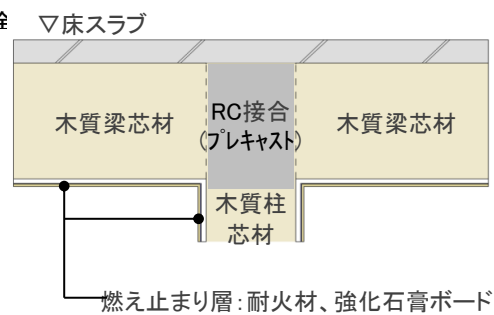 ▽床スラブ
木質梁芯材
RC接合
(プレキャスト)
木質梁芯材
木質柱
芯材
燃え止まり層：耐火材、強化石膏ボード